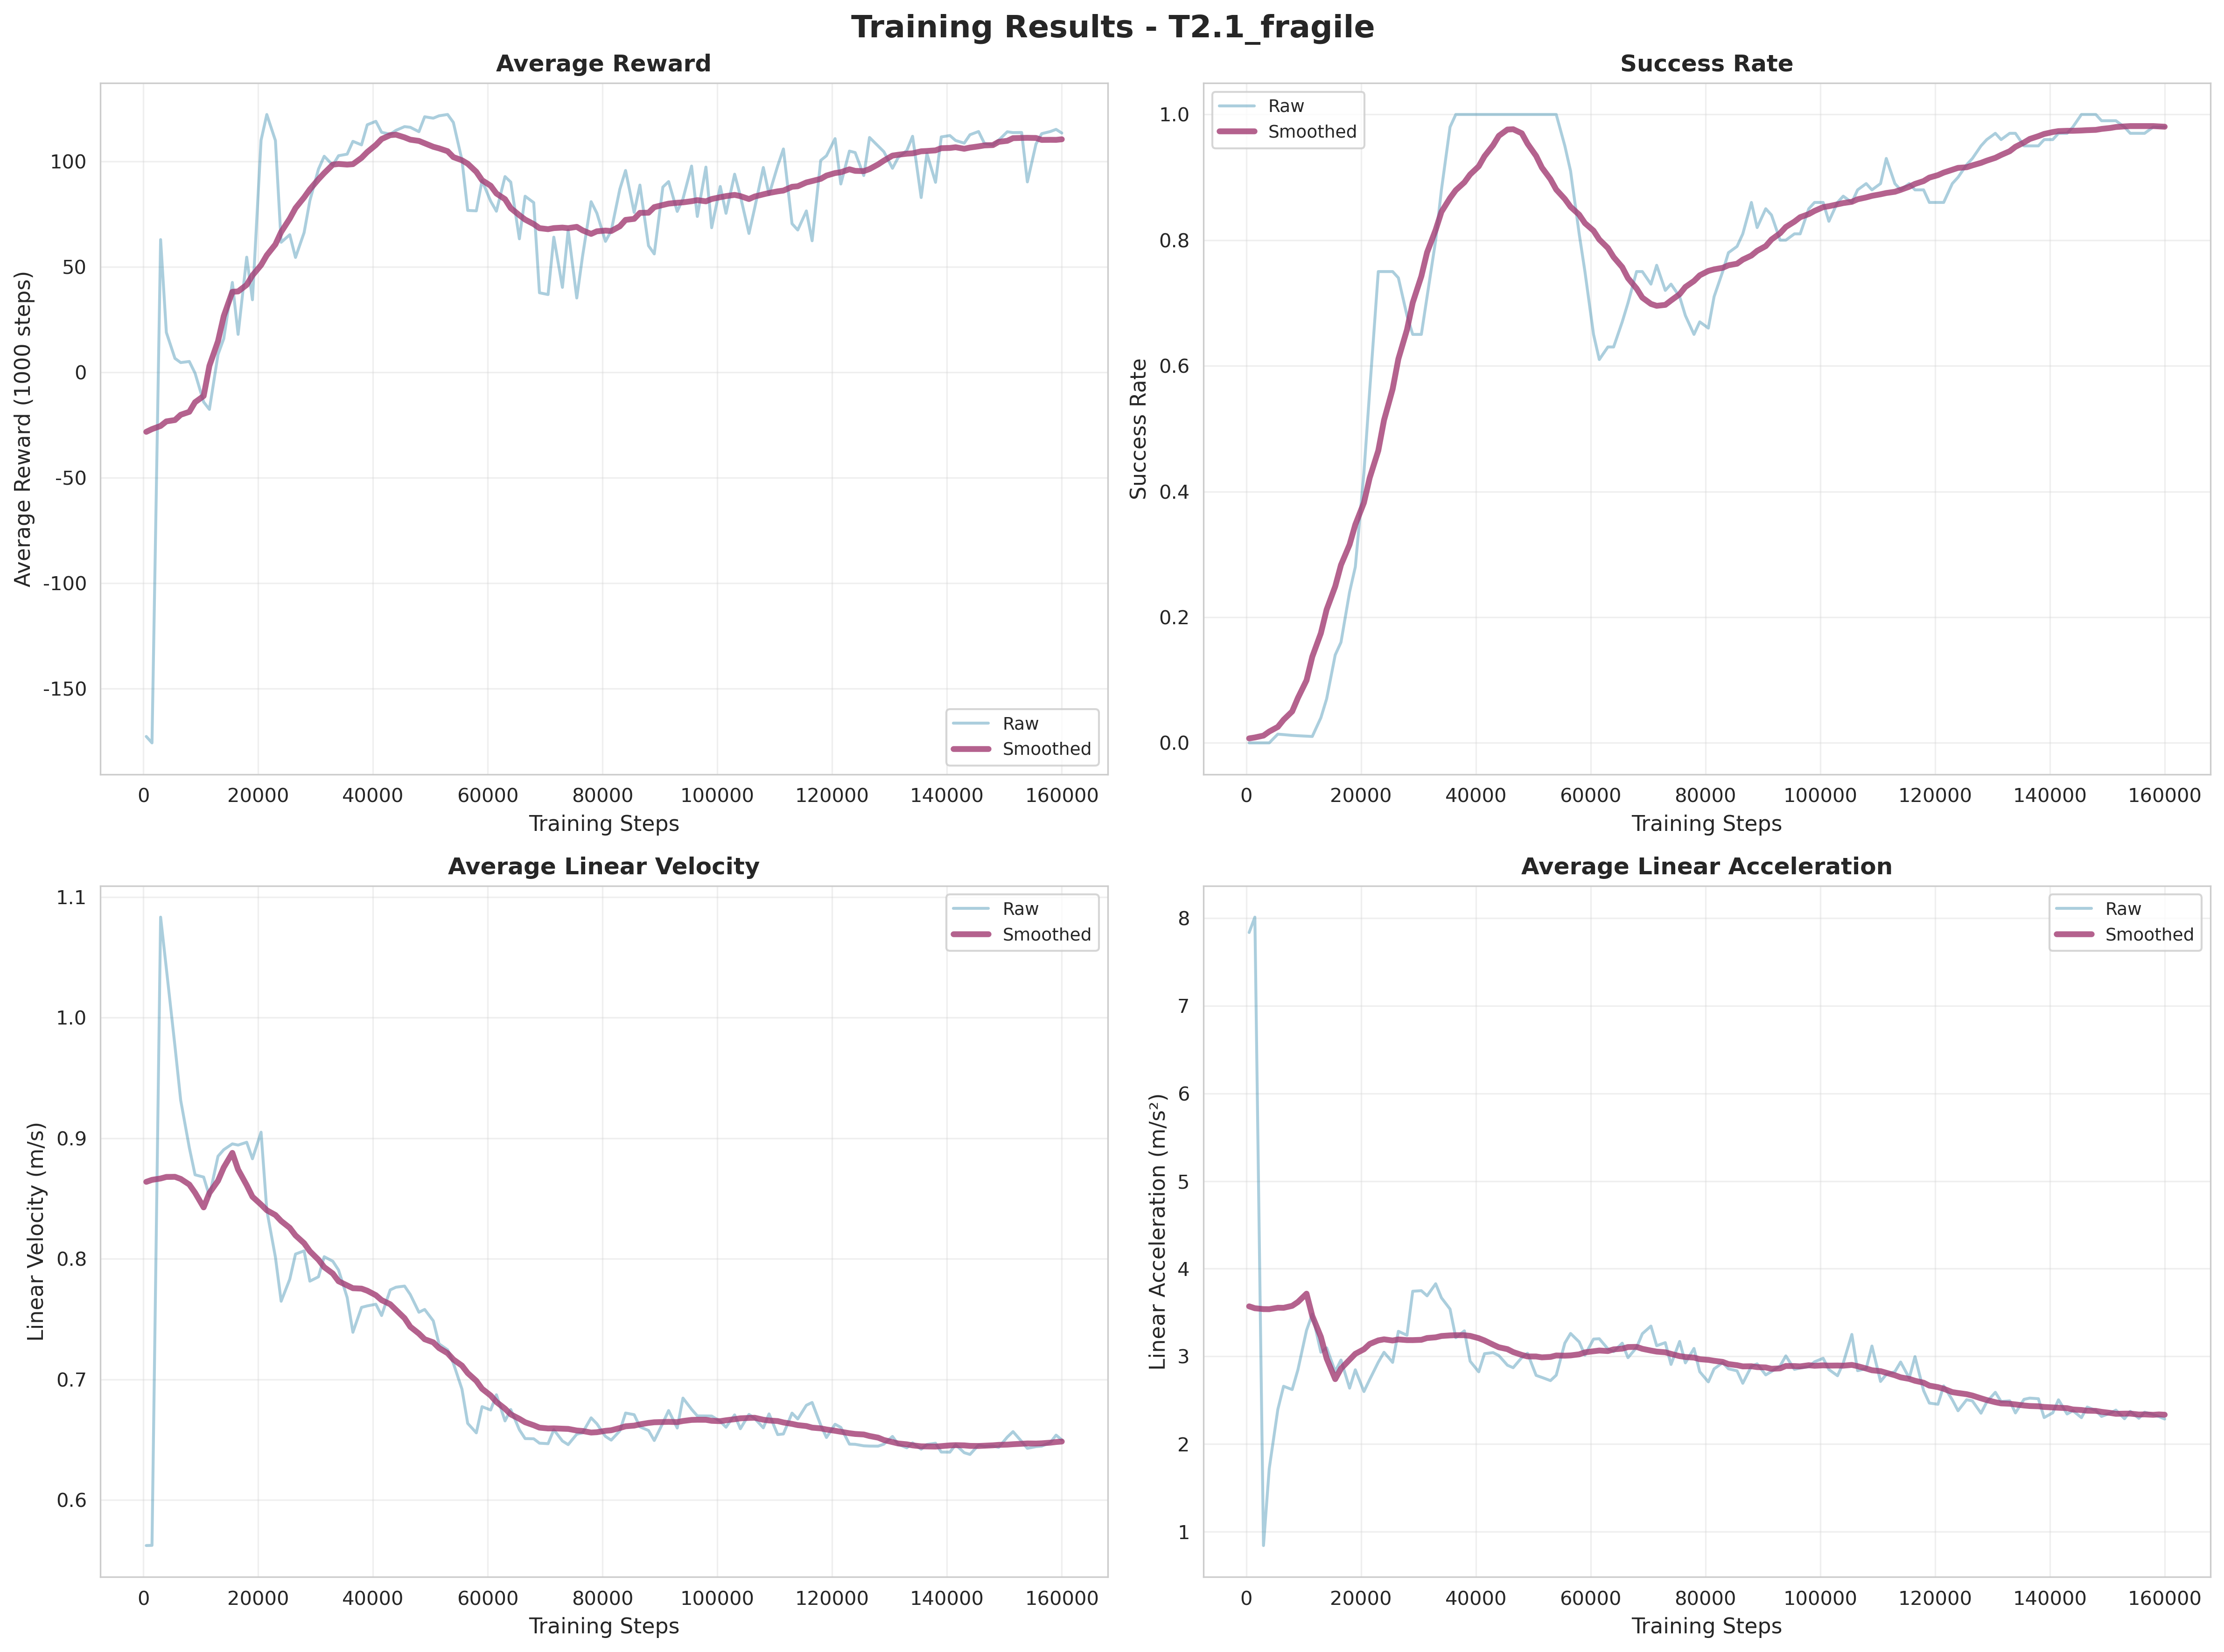 Training Results - T2.1_fragile
Average Reward
Average Reward (1000 steps)
100
50
0
-50
-100
-150
Raw
Smoothed
0 20000 40000 60000 80000 100000 120000 140000 160000
Training Steps
Success Rate
Success Rate
1.0
0.8
0.6
0.4
0.2
0.0
Raw
Smoothed
0 20000 40000 60000 80000 100000 120000 140000 160000
Training Steps
Average Linear Velocity
Linear Velocity (m/s)
1.1
1.0
0.9
0.8
0.7
0.6
Raw
Smoothed
0 20000 40000 60000 80000 100000 120000 140000 160000
Training Steps
Average Linear Acceleration
Linear Acceleration (m/s²)
8
7
6
5
4
3
2
1
Raw
Smoothed
0 20000 40000 60000 80000 100000 120000 140000 160000
Training Steps